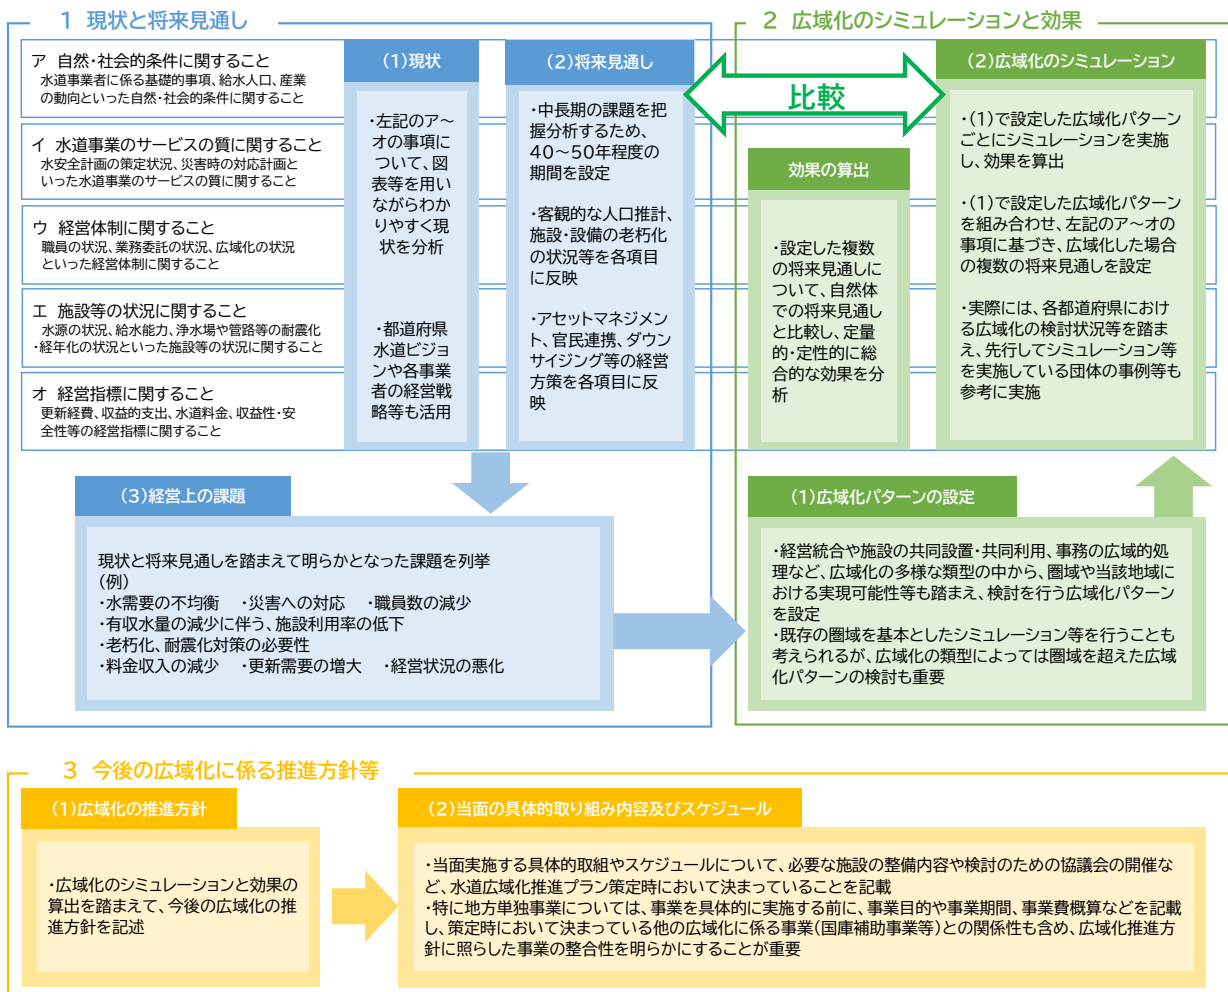 1 現状と将来見通し
ア 自然・社会的条件に関すること
水道事業者に係る基礎的事項、給水人口、産業
の動向といった自然・社会的条件に関すること
イ 水道事業のサービスの質に関すること
水安全計画の策定状況、災害時の対応計画と
いった水道事業のサービスの質に関すること
ウ 経営体制に関すること
職員の状況、業務委託の状況、広域化の状況
といった経営体制に関すること
エ 施設等の状況に関すること
水源の状況、給水能力、浄水場や管路等の耐震化
・経年化の状況といった施設等の状況に関すること
オ 経営指標に関すること
更新経費、収益的支出、水道料金、収益性・安
全性等の経営指標に関すること
(1)現状
・左記のア~
オの事項に
ついて、図
表等を用い
ながらわか
りやすく現
状を分析
・都道府県
水道ビジョ
ンや各事業
者の経営戦
略等も活用
(2)将来見通し
・中長期の課題を把
握分析するため、
40~50年程度の
期間を設定
・客観的な人口推計、
施設・設備の老朽化
の状況等を各項目
に反映
・アセットマネジメン
ト、官民連携、ダウン
サイジング等の経営
方策を各項目に反
映
(3)経営上の課題
現状と将来見通しを踏まえて明らかとなった課題を列挙
(例)
・水需要の不均衡 ・災害への対応 ・職員数の減少
・有収水量の減少に伴う、施設利用率の低下
・老朽化、耐震化対策の必要性
・料金収入の減少 ・更新需要の増大 ・経営状況の悪化
比較
2 広域化のシミュレーションと効果
効果の算出
・設定した複数
の将来見通しに
ついて、自然体
での将来見通し
と比較し、定量
的・定性的に総
合的な効果を分
析
(2)広域化のシミュレーション
・(1)で設定した広域化パターン
ごとにシミュレーションを実施
し、効果を算出
・(1)で設定した広域化パターン
を組み合わせ、左記のア~オの
事項に基づき、広域化した場合
の複数の将来見通しを設定
・実際には、各都道府県におけ
る広域化の検討状況等を踏ま
え、先行してシミュレーション等
を実施している団体の事例等も
参考に実施
(1)広域化パターンの設定
・経営統合や施設の共同設置・共同利用、事務の広域的処
理など、広域化の多様な類型の中から、圏域や当該地域に
おける実現可能性等も踏まえ、検討を行う広域化パターン
を設定
・既存の圏域を基本としたシミュレーション等を行うことも
考えられるが、広域化の類型によっては圏域を超えた広域
化パターンの検討も重要
3 今後の広域化に係る推進方針等
(1)広域化の推進方針
・広域化のシミュレーションと効果の
算出を踏まえて、今後の広域化の推
進方針を記述
(2)当面の具体的取り組み内容及びスケジュール
・当面実施する具体的取組やスケジュールについて、必要な施設の整備内容や検討のための協議会の開催な
ど、水道広域化推進プラン策定時において決まっていることを記載
・特に地方単独事業については、事業を具体的に実施する前に、事業目的や事業期間、事業費概算などを記載
し、策定時において決まっている他の広域化に係る事業(国庫補助事業等)との関係性も含め、広域化推進方
針に照らした事業の整合性を明らかにすることが重要